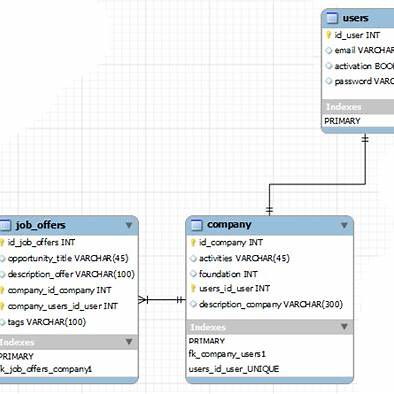 users
id_user INT
email VARCHAR
activation BOO
password VARC
Indexes
PRIMARY
job_offers
id_job_offers INT
opportunity_title VARCHAR(45)
description_offer VARCHAR(100)
company_id_company INT
company_users_id_user INT
tags VARCHAR(100)
Indexes
PRIMARY
fk_job_offers_company1
company
id_company INT
activities VARCHAR(45)
foundation INT
users_id_user INT
description_company VARCHAR(300)
Indexes
PRIMARY
fk_company_users1
users_id_user_UNIQUE